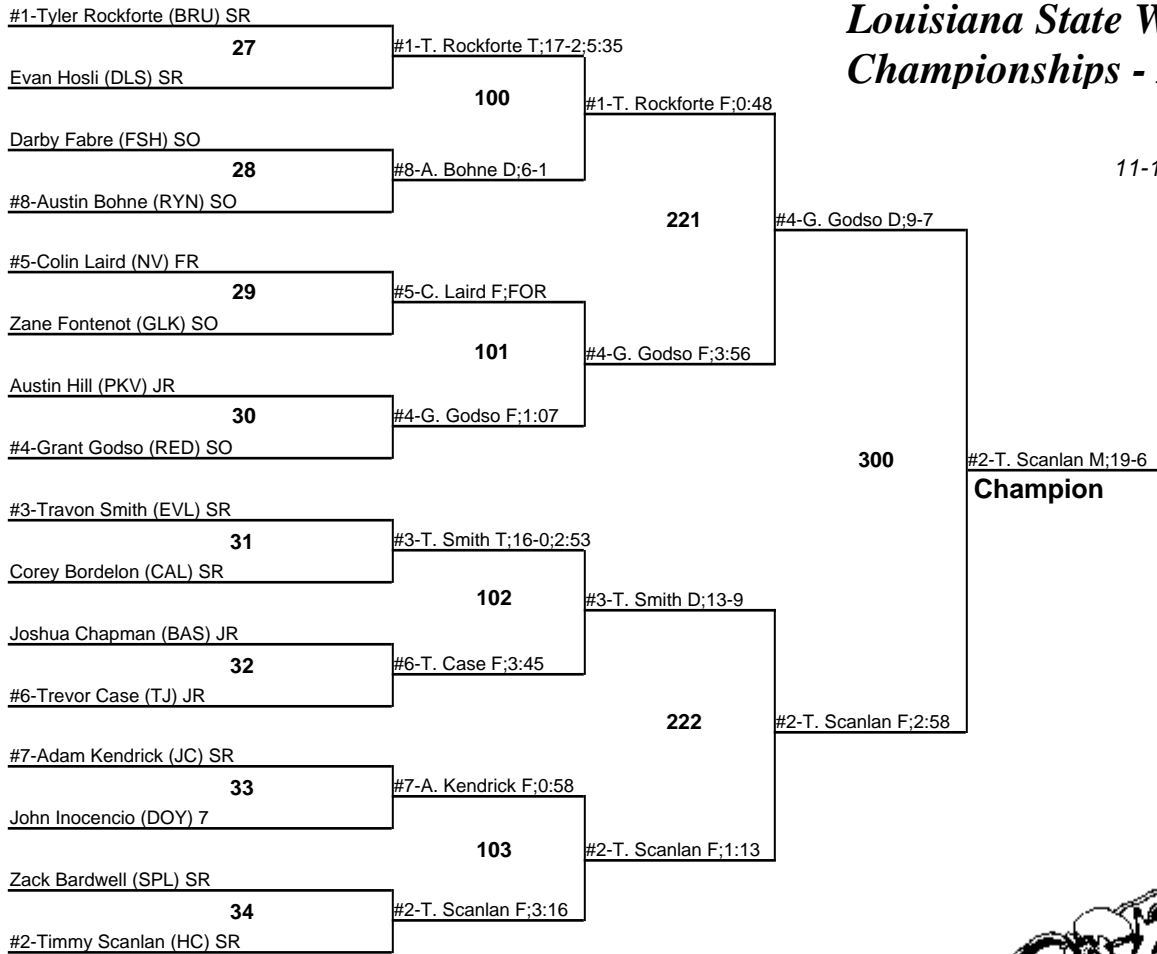 Louisiana State
Championships -
11-1
#1-Tyler Rockforte (BRU) SR
27
Evan Hosli (DLS) SR
Darby Fabre (FSH) SO
28
#8-Austin Bohne (RYN) SO
#5-Colin Laird (NV) FR
29
Zane Fontenot (GLK) SO
Austin Hill (PKV) JR
30
#4-Grant Godso (RED) SO
#3-Travon Smith (EVL) SR
31
Corey Bordelon (CAL) SR
Joshua Chapman (BAS) JR
32
#6-Trevor Case (TJ) JR
#7-Adam Kendrick (JC) SR
33
John Inocencio (DOY) 7
Zack Bardwell (SPL) SR
34
#2-Timmy Scanlan (HC) SR
#1-T. Rockforte T;17-2;5:35
100
#8-A. Bohne D;6-1
#5-C. Laird F;FOR
101
#4-G. Godso F;1:07
#3-T. Smith T;16-0;2:53
102
#6-T. Case F;3:45
#7-A. Kendrick F;0:58
103
#2-T. Scanlan F;3:16
#1-T. Rockforte F;0:48
221
#4-G. Godso F;3:56
#3-T. Smith D;13-9
222
#2-T. Scanlan F;1:13
#4-G. Godso D;9-7
300
#2-T. Scanlan F;2:58
#2-T. Scanlan M;19-6
Champion